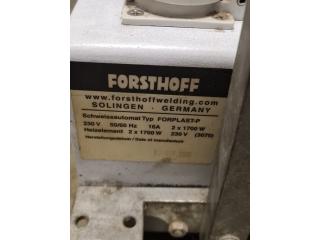 FORSTHOFF
www.forsthoffwelding.com
SOLINGEN - GERMANY
Schweissautomat Typ FORPLAST-P
230 V 50/60 Hz 16A 2 x 1700 W
Heizelement 2 x 1700 W 230 V (3070)
Herstellungsdatum / Date of manufacture